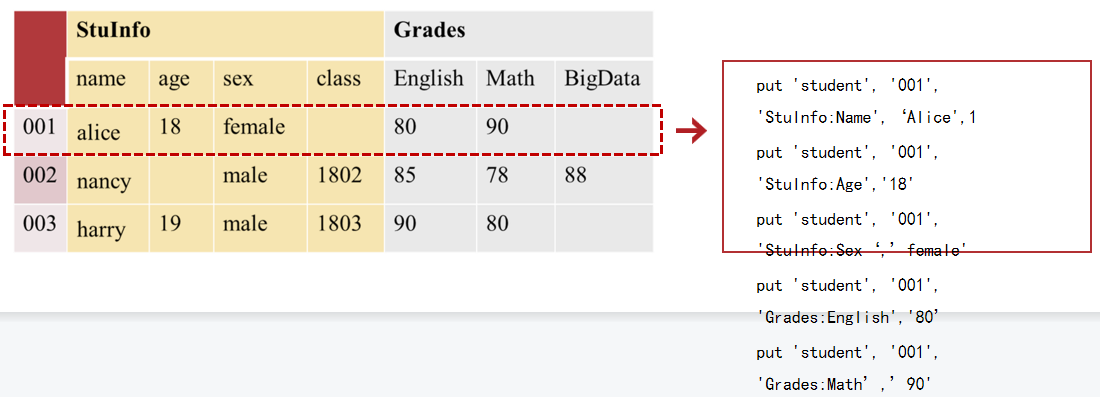 StuInfo Grades
name age sex class English Math BigData
001 alice 18 female 80 90
002 nancy male 1802 85 78 88
003 harry 19 male 1803 90 80
put 'student', '001',
'StuInfo:Name', ‘Alice',1
put 'student', '001',
'StuInfo:Age','18'
put 'student', '001',
'StuInfo:Sex‘,’female'
put 'student', '001',
'Grades:English','80’
put 'student', '001',
'Grades:Math’,’90'